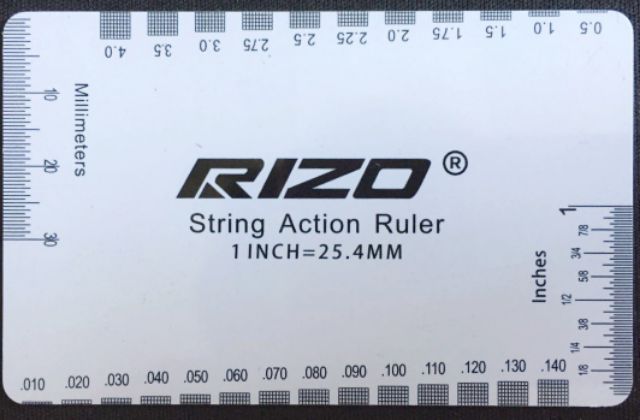 4.0 3.5 3.0 2.75 2.5 2.25 2.0 1.75 1.5 1.0 0.5
Millimeters
10
20
30
RIZO®
String Action Ruler
1 INCH=25.4MM
Inches
1
7/8
3/4
5/8
1/2
3/8
1/4
1/8
.010 .020 .030 .040 .050 .060 .070 .080 .090 .100 .110 .120 .130 .140